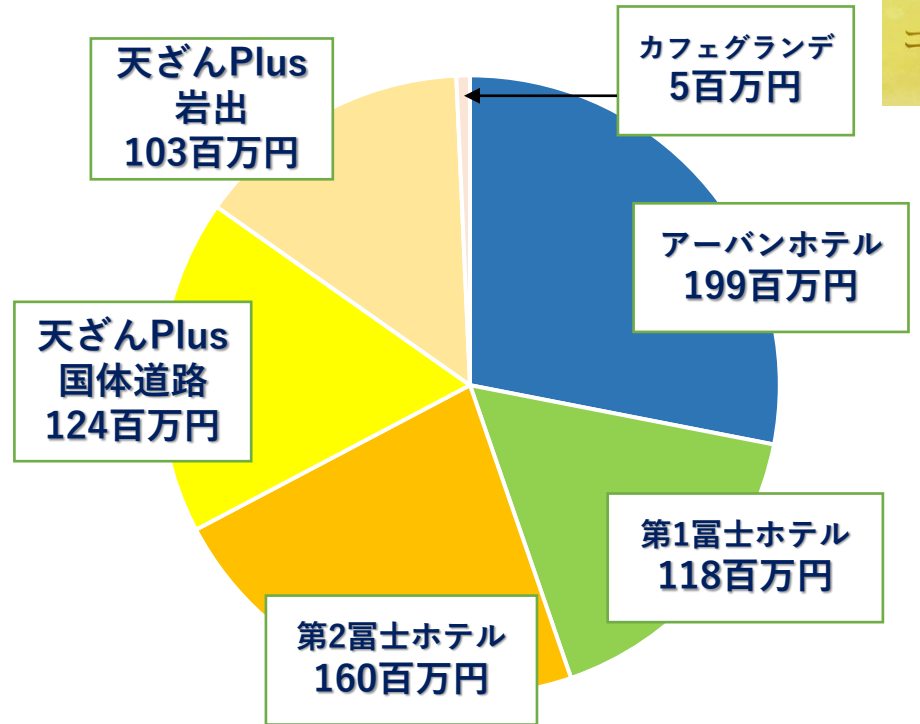 カフェグランデ
5百万円
アーバンホテル
199百万円
第1冨士ホテル
118百万円
第2冨士ホテル
160百万円
天ざんPlus
国体道路
124百万円
天ざんPlus
岩出
103百万円